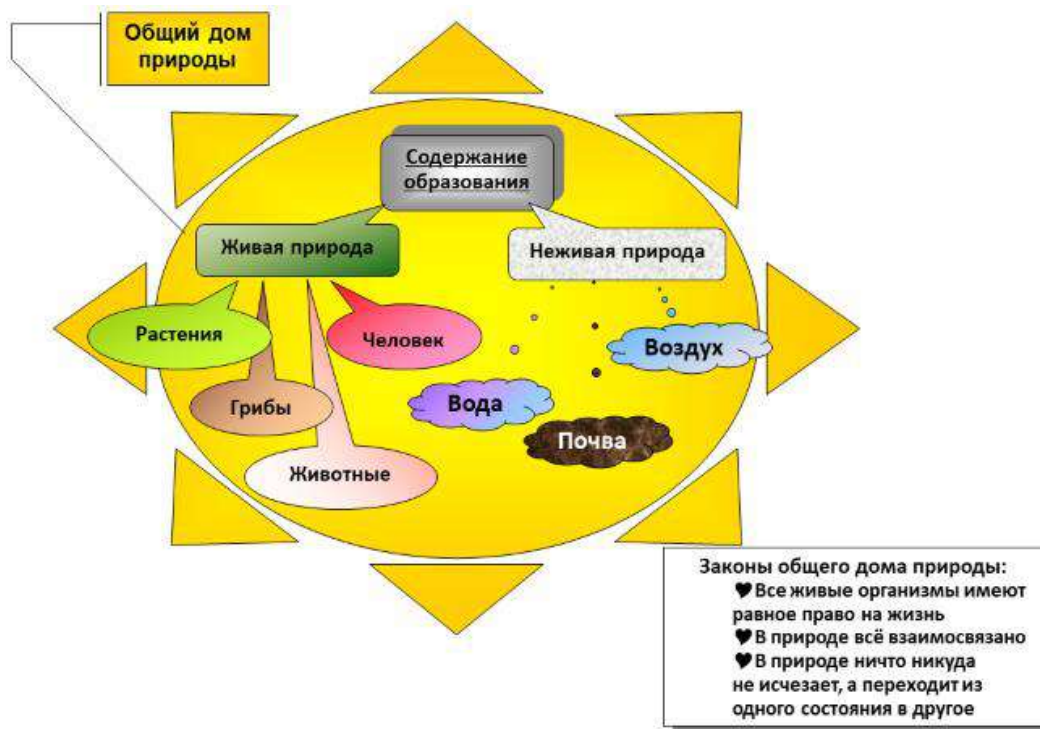 Общий дом
природы
Содержание
образования
Живая природа
Неживая природа
Растения
Человек
Воздух
Грибы
Вода
Почва
Животные
Законы общего дома природы:
♥Все живые организмы имеют
равное право на жизнь
♥В природе всё взаимосвязано
♥В природе ничто никуда
не исчезает, а переходит из
одного состояния в другое